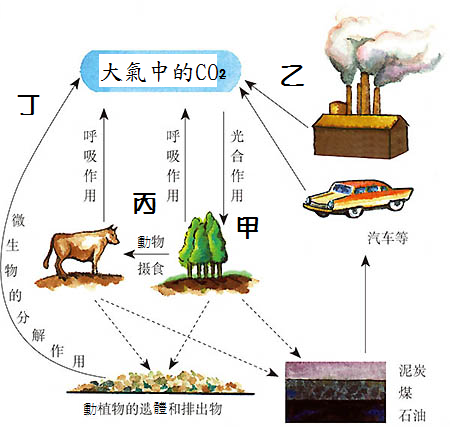 大氣中的CO₂
丁
乙
呼吸作用
呼吸作用
光合作用
丙
甲
動物
摄食
汽车等
微生物的分解作用
動植物的遗體和排出物
泥炭
煤
石油